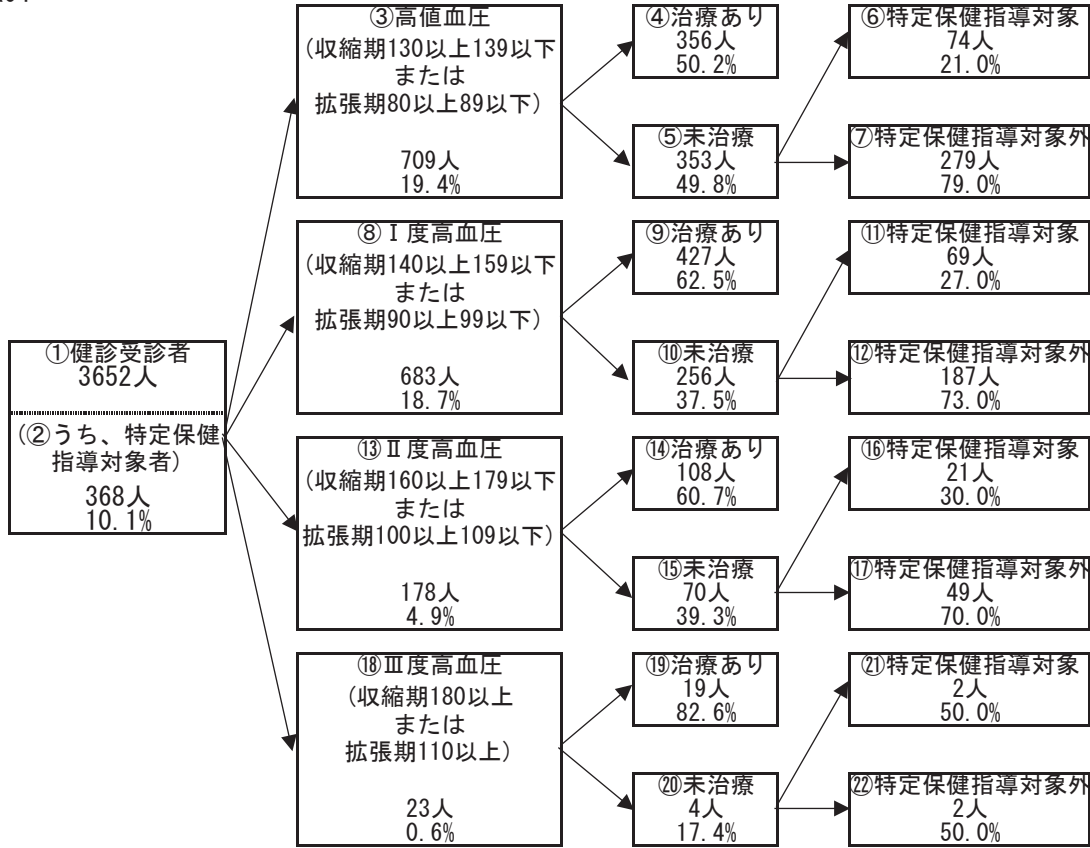 ①健診受診者
3652人
(②うち、特定保健
指導対象者)
368人
10.1%
③高値血圧
(収縮期130以上139以下
または
拡張期80以上89以下)
709人
19.4%
④治療あり
356人
50.2%
⑤未治療
353人
49.8%
⑥特定保健指導対象
74人
21.0%
⑦特定保健指導対象外
279人
79.0%
⑧Ⅰ度高血圧
(収縮期140以上159以下
または
拡張期90以上99以下)
683人
18.7%
⑨治療あり
427人
62.5%
⑩未治療
256人
37.5%
⑪特定保健指導対象
69人
27.0%
⑫特定保健指導対象外
187人
73.0%
⑬Ⅱ度高血圧
(収縮期160以上179以下
または
拡張期100以上109以下)
178人
4.9%
⑭治療あり
108人
60.7%
⑮未治療
70人
39.3%
⑯特定保健指導対象
21人
30.0%
⑰特定保健指導対象外
49人
70.0%
⑱Ⅲ度高血圧
(収縮期180以上
または
拡張期110以上)
23人
0.6%
⑲治療あり
19人
82.6%
⑳未治療
4人
17.4%
㉑特定保健指導対象
2人
50.0%
㉒特定保健指導対象外
2人
50.0%